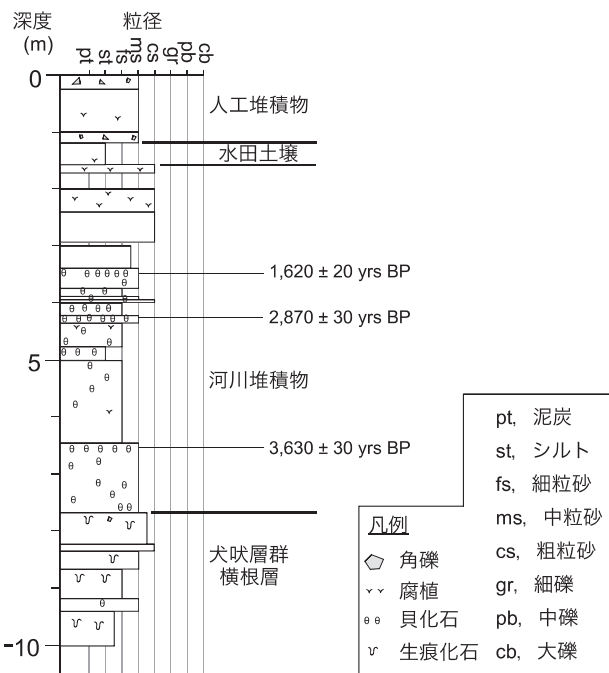 深度
(m)
粒径
pt st fs ms cs gr pb cb
0
人工堆積物
水田土壌
1,620 ± 20 yrs BP
2,870 ± 30 yrs BP
5
河川堆積物
3,630 ± 30 yrs BP
犬吠層群
横根層
−10
凡例
角礫
腐植
貝化石
生痕化石
pt, 泥炭
st, シルト
fs, 細粒砂
ms, 中粒砂
cs, 粗粒砂
gr, 細礫
pb, 中礫
cb, 大礫